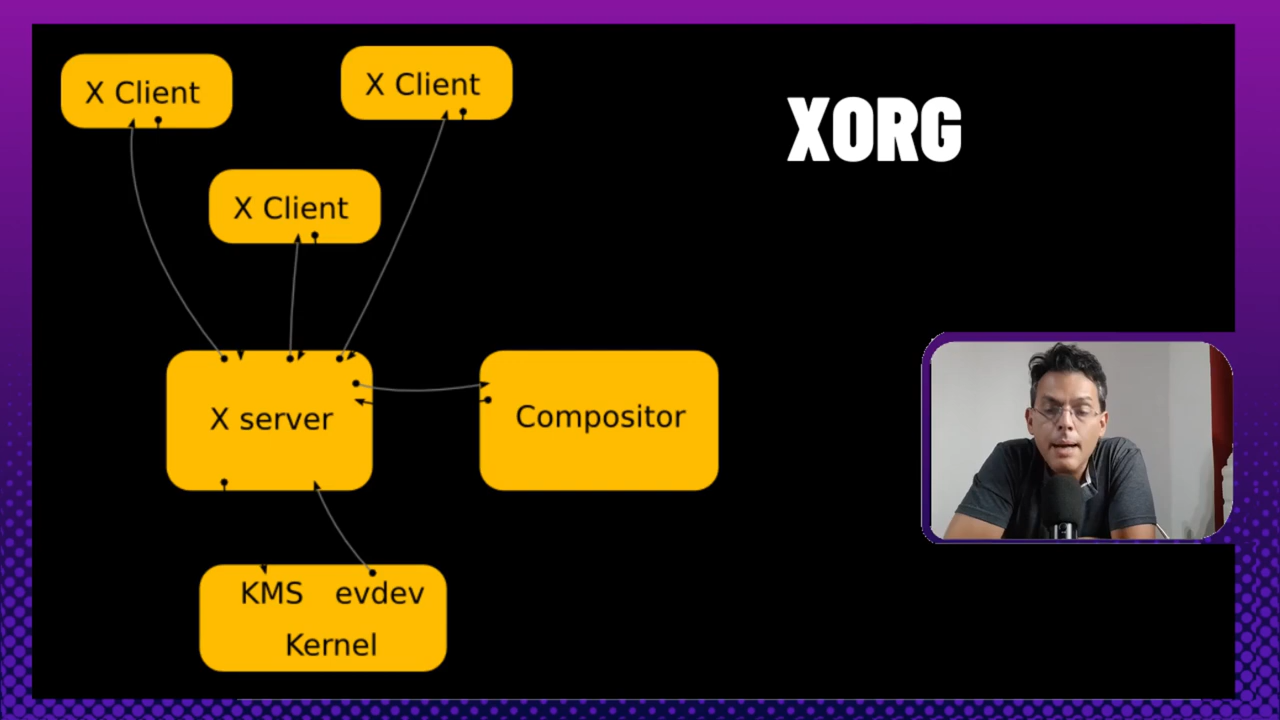 X Client
X Client
XORG
X Client
X server
Compositor
KMS evdev
Kernel